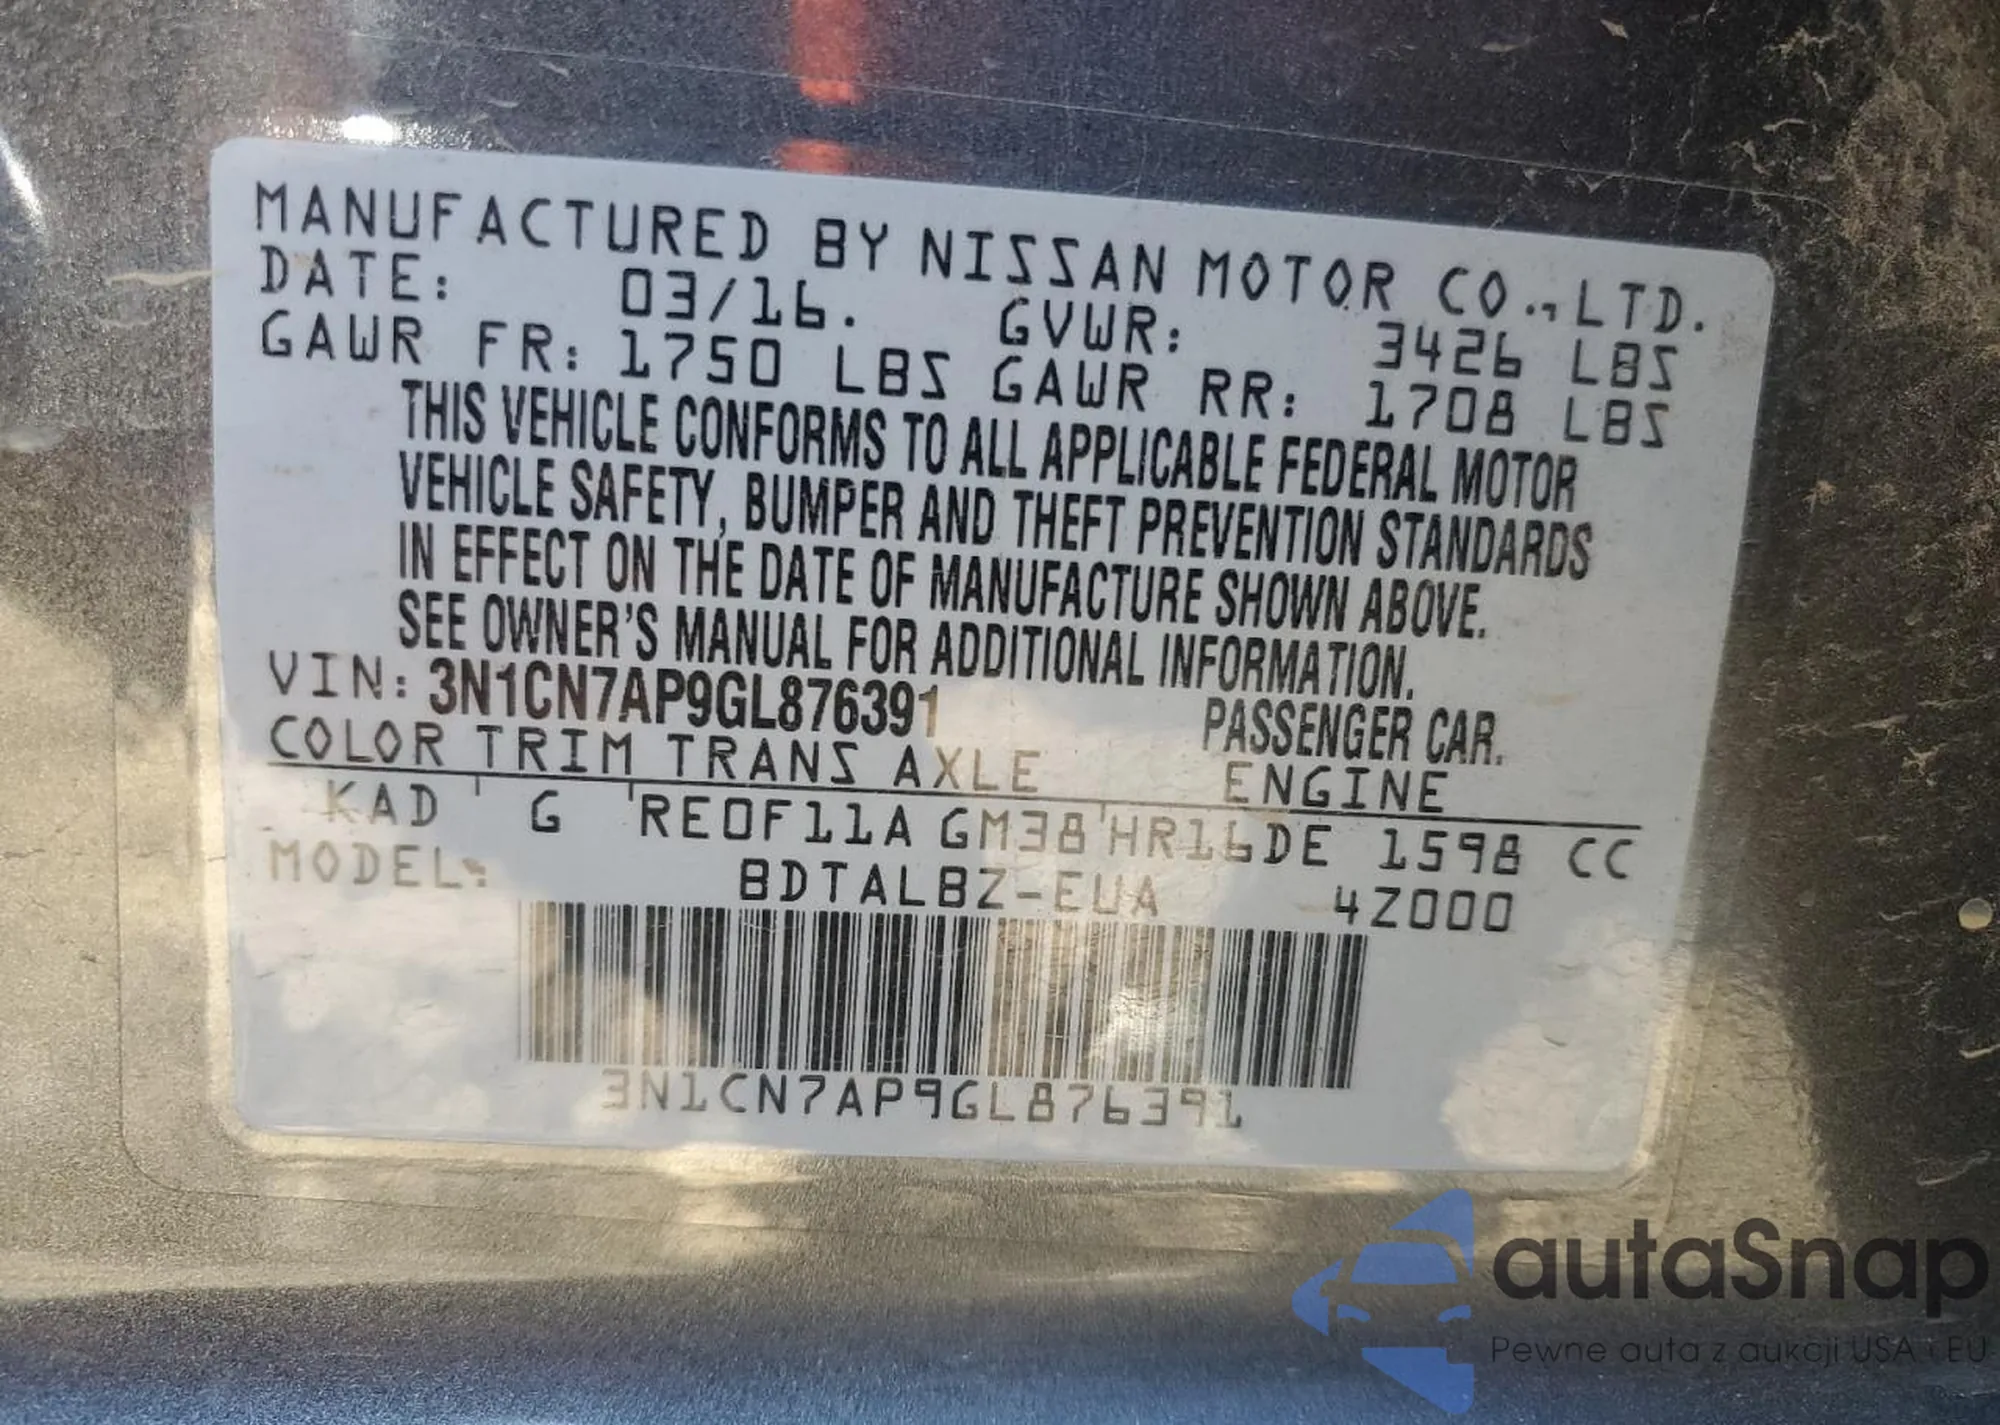 MANUFACTURED BY NISSAN MOTOR CO.,LTD.
DATE: 03/16. GVWR: 3426 LBS
GAWR FR: 1750 LBS GAWR RR: 1708 LBS
THIS VEHICLE CONFORMS TO ALL APPLICABLE FEDERAL MOTOR
VEHICLE SAFETY, BUMPER AND THEFT PREVENTION STANDARDS
IN EFFECT ON THE DATE OF MANUFACTURE SHOWN ABOVE.
SEE OWNER'S MANUAL FOR ADDITIONAL INFORMATION.
VIN: 3N1CN7AP9GL876391 PASSENGER CAR.
COLOR TRIM TRANS AXLE ENGINE
KAD G RE0F11A GM38 HR16DE 1598 CC
MODEL: BDTALBZ-EUA 4Z000
3N1CN7AP9GL876391
autaSnap
Pewne auta z aukcji USA i EU